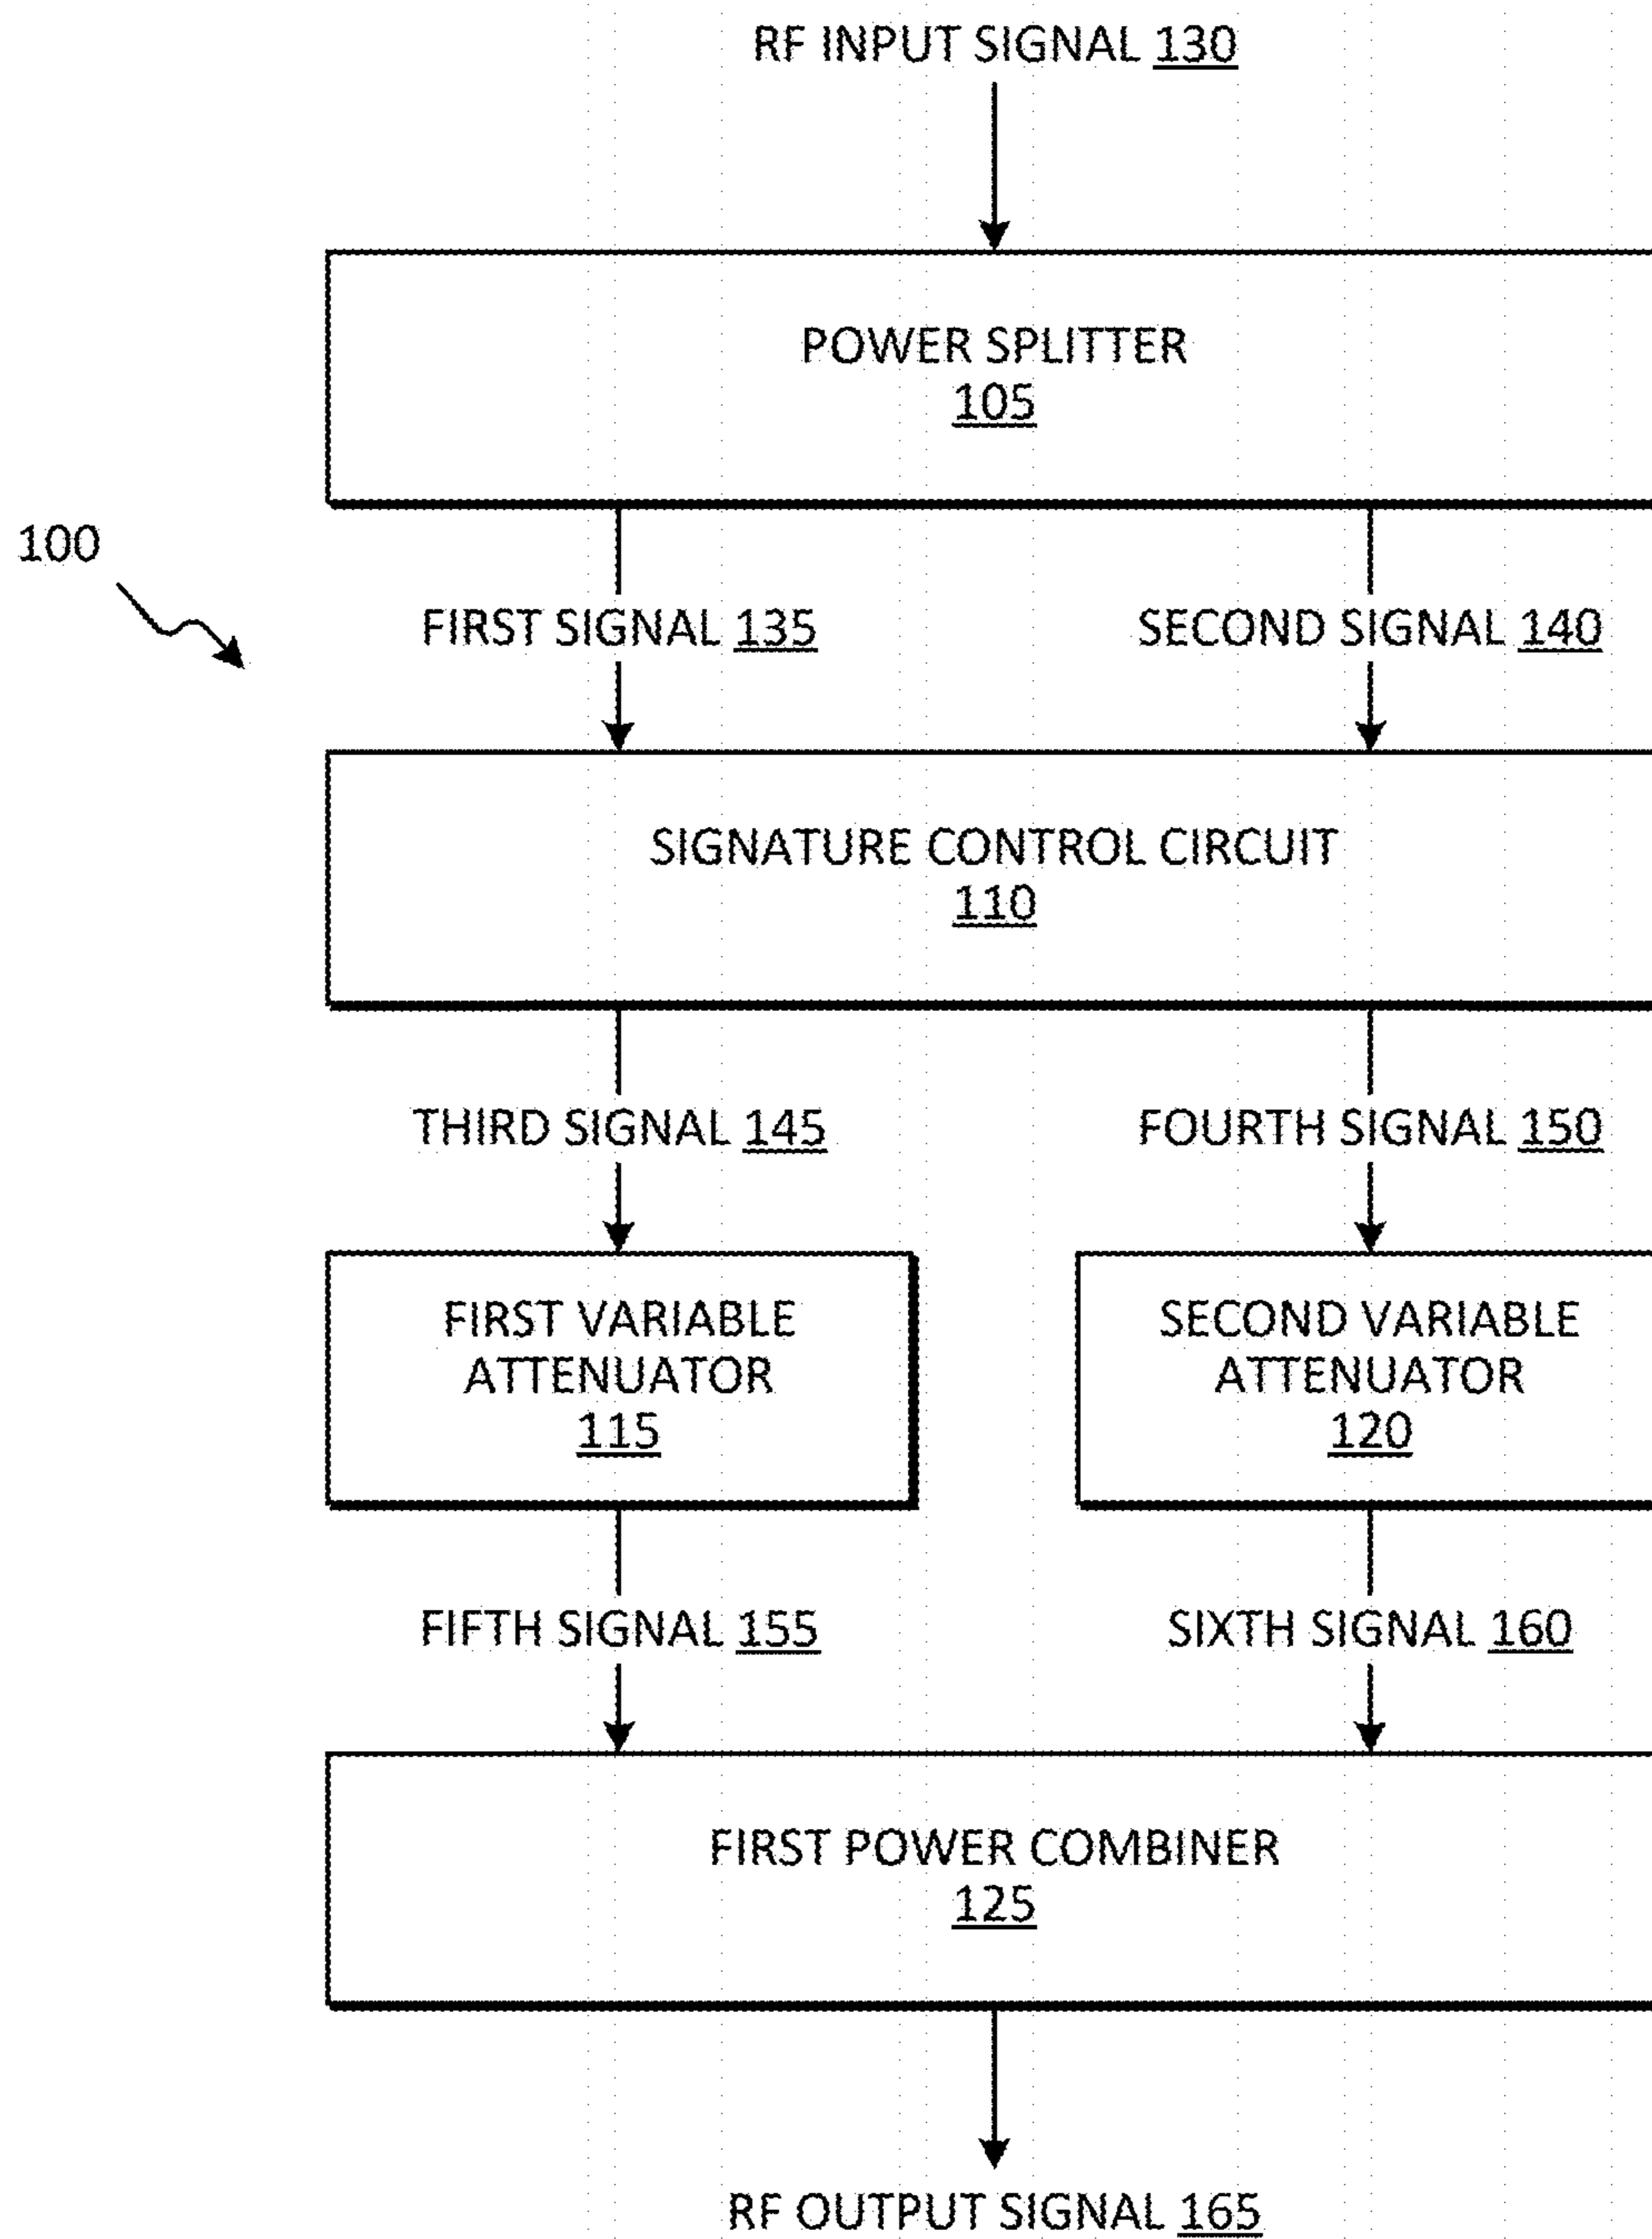 RF INPUT SIGNAL 130
POWER SPLITTER
105
100
FIRST SIGNAL 135
SECOND SIGNAL 140
SIGNATURE CONTROL CIRCUIT
110
THIRD SIGNAL 145
FOURTH SIGNAL 150
FIRST VARIABLE
ATTENUATOR
115
SECOND VARIABLE
ATTENUATOR
120
FIFTH SIGNAL 155
SIXTH SIGNAL 160
FIRST POWER COMBINER
125
RF OUTPUT SIGNAL 165